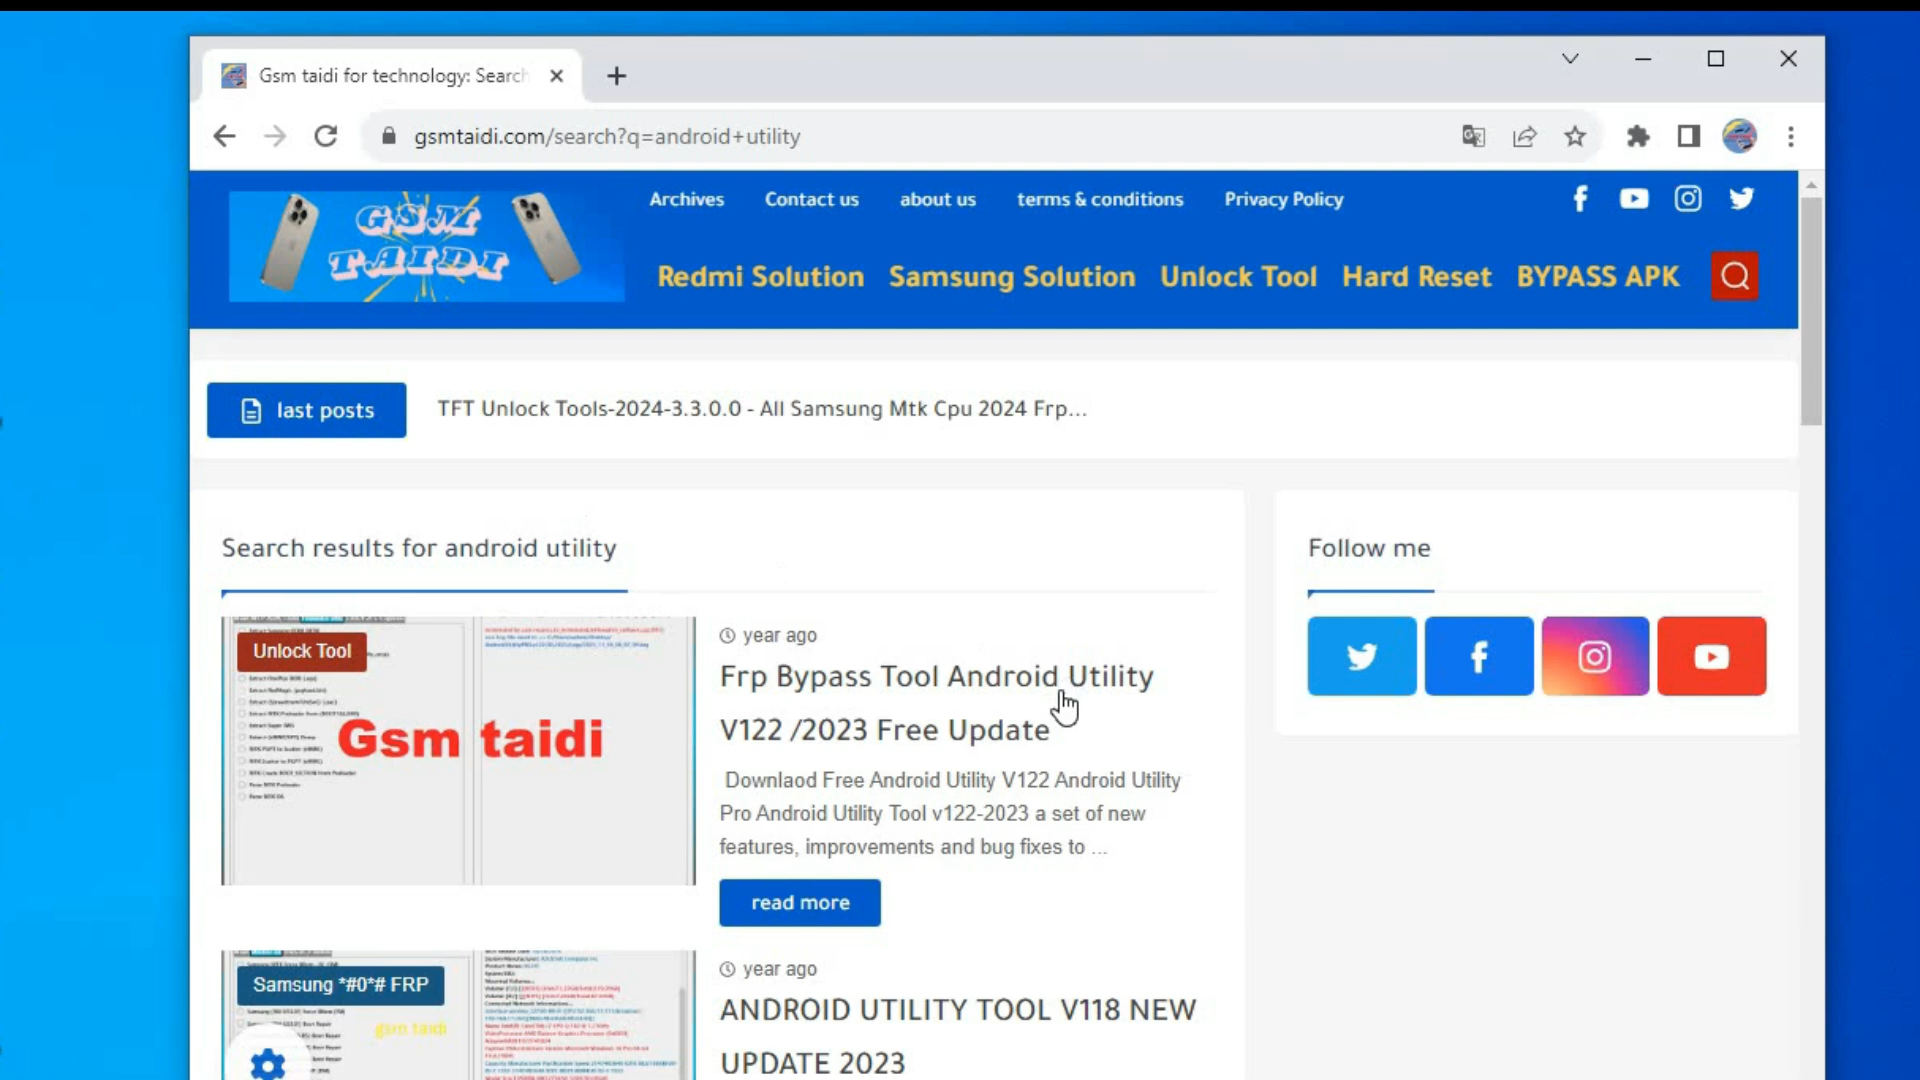 Gsm taidi for technology: Search
gsmtaidi.com/search?q=android+utility
GSM
TAIDI
Archives
Contact us
about us
terms & conditions
Privacy Policy
Redmi Solution
Samsung Solution
Unlock Tool
Hard Reset
BYPASS APK
last posts
TFT Unlock Tools-2024-3.3.0.0 - All Samsung Mtk Cpu 2024 Frp...
Search results for android utility
Follow me
Unlock Tool
Gsm taidi
year ago
Frp Bypass Tool Android Utility
V122 /2023 Free Update
Downlaod Free Android Utility V122 Android Utility
Pro Android Utility Tool v122-2023 a set of new
features, improvements and bug fixes to ...
read more
Samsung *#0*# FRP
gsm taidi
year ago
ANDROID UTILITY TOOL V118 NEW
UPDATE 2023